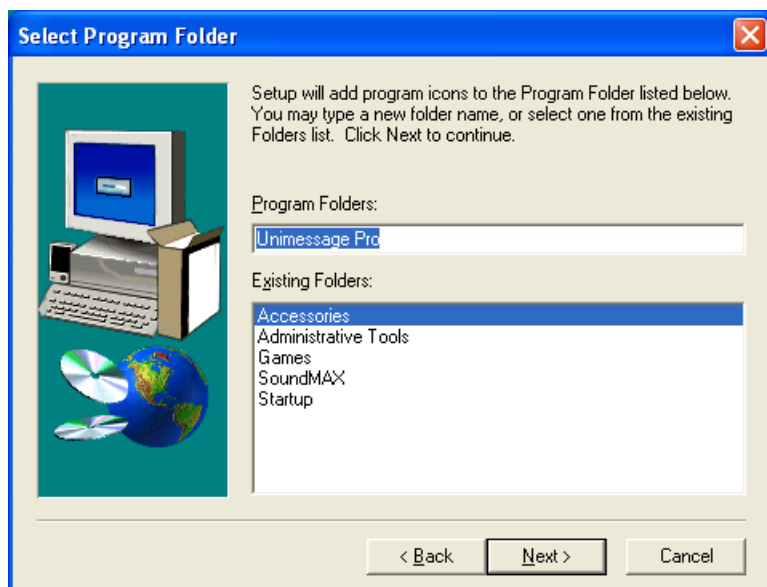 Select Program Folder
Setup will add program icons to the Program Folder listed below.
You may type a new folder name, or select one from the existing
Folders list.  Click Next to continue.
Program Folders:
Unimessage Pro
Existing Folders:
Accessories
Administrative Tools
Games
SoundMAX
Startup
< Back
Next >
Cancel